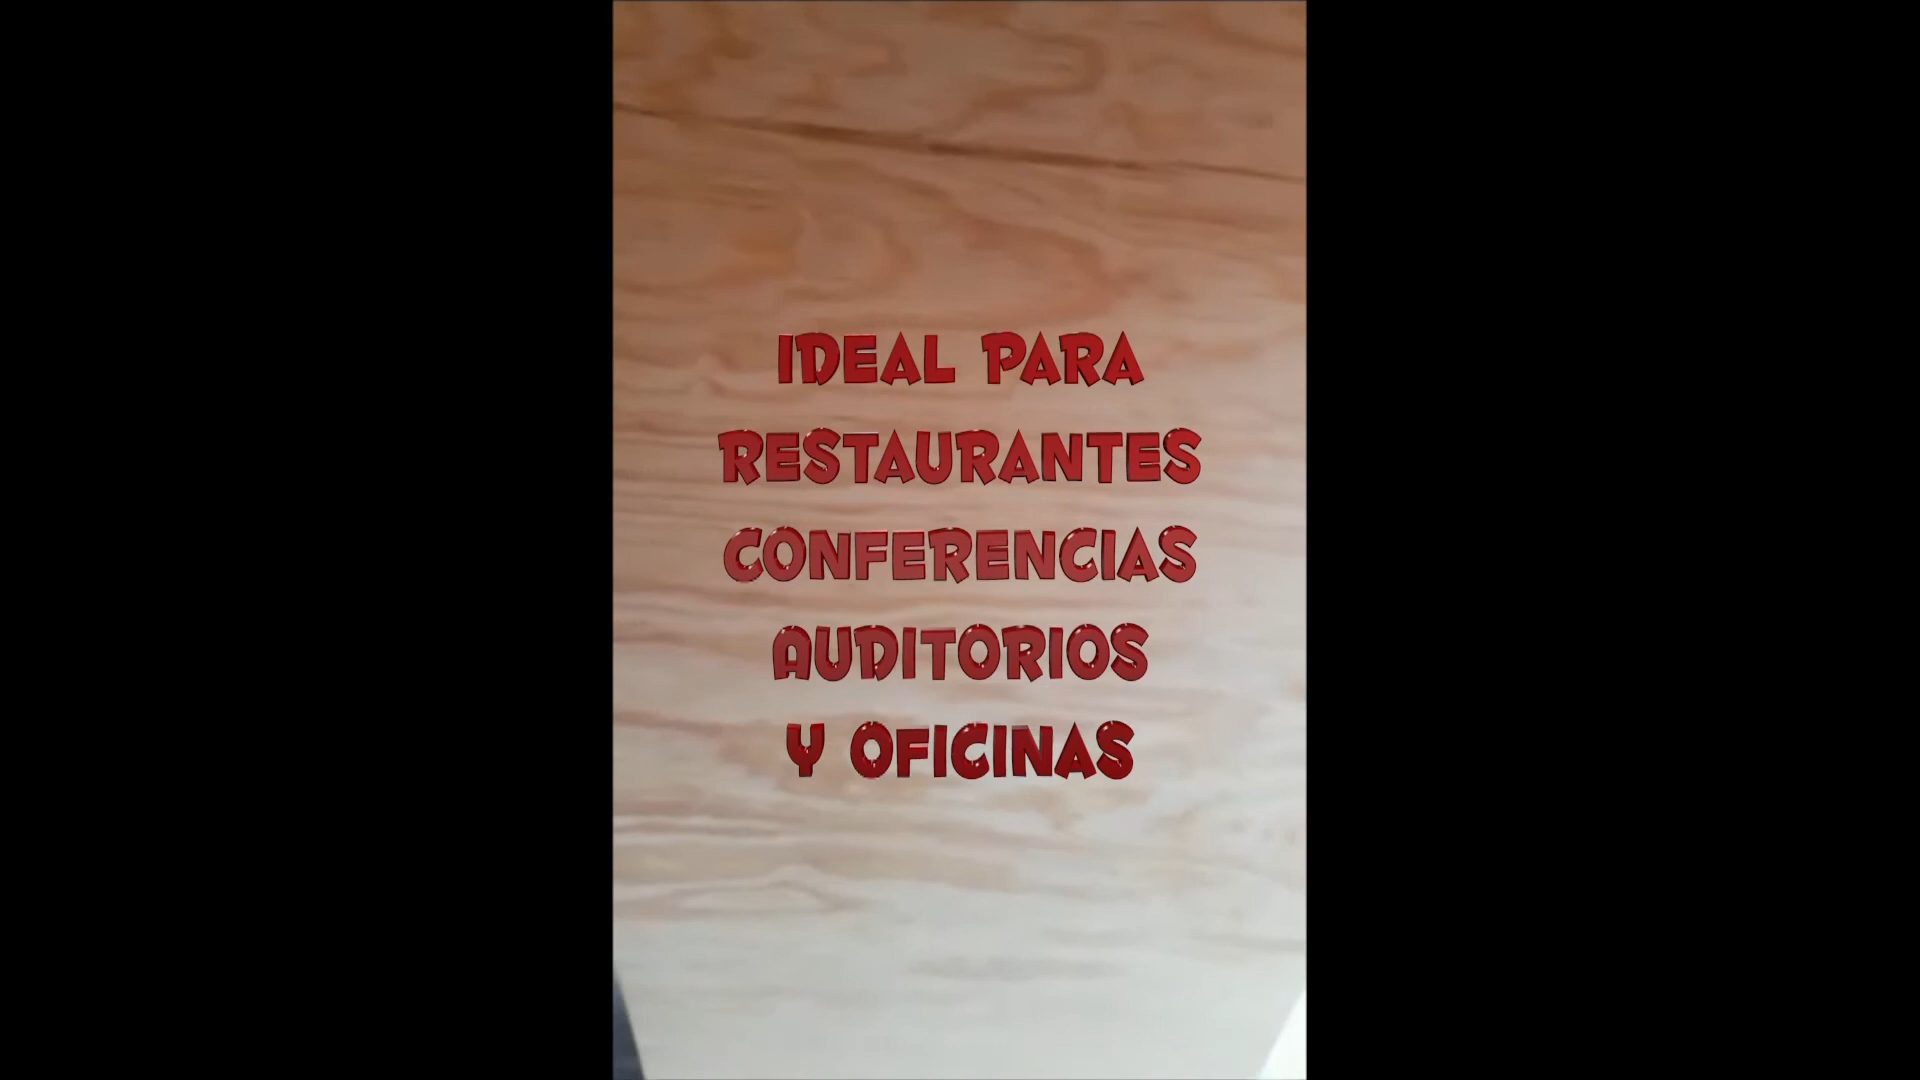 IDEAL PARA
RESTAURANTES
CONFERENCIAS
AUDITORIOS
Y OFICINAS